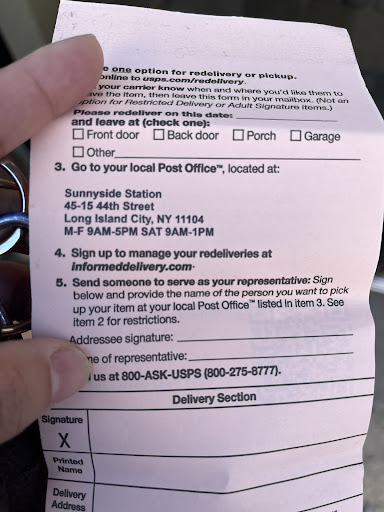 one option for redelivery or pickup.
online to usps.com/redelivery.
your carrier know when and where you'd like them to
the item, then leave this form in your mailbox. (Not an
option for Restricted Delivery or Adult Signature items.)
Please redeliver on this date:
and leave at (check one):
Front door Back door Porch Garage
Other
3. Go to your local Post Office™, located at:
Sunnyside Station
45-15 44th Street
Long Island City, NY 11104
M-F 9AM-5PM SAT 9AM-1PM
4. Sign up to manage your redeliveries at
informeddelivery.com.
5. Send someone to serve as your representative: Sign
below and provide the name of the person you want to pick
up your item at your local Post Office™ listed in item 3. See
item 2 for restrictions.
Addressee signature:
of representative:
us at 800-ASK-USPS (800-275-8777).
Delivery Section
Signature
X
Printed
Name
Delivery
Address